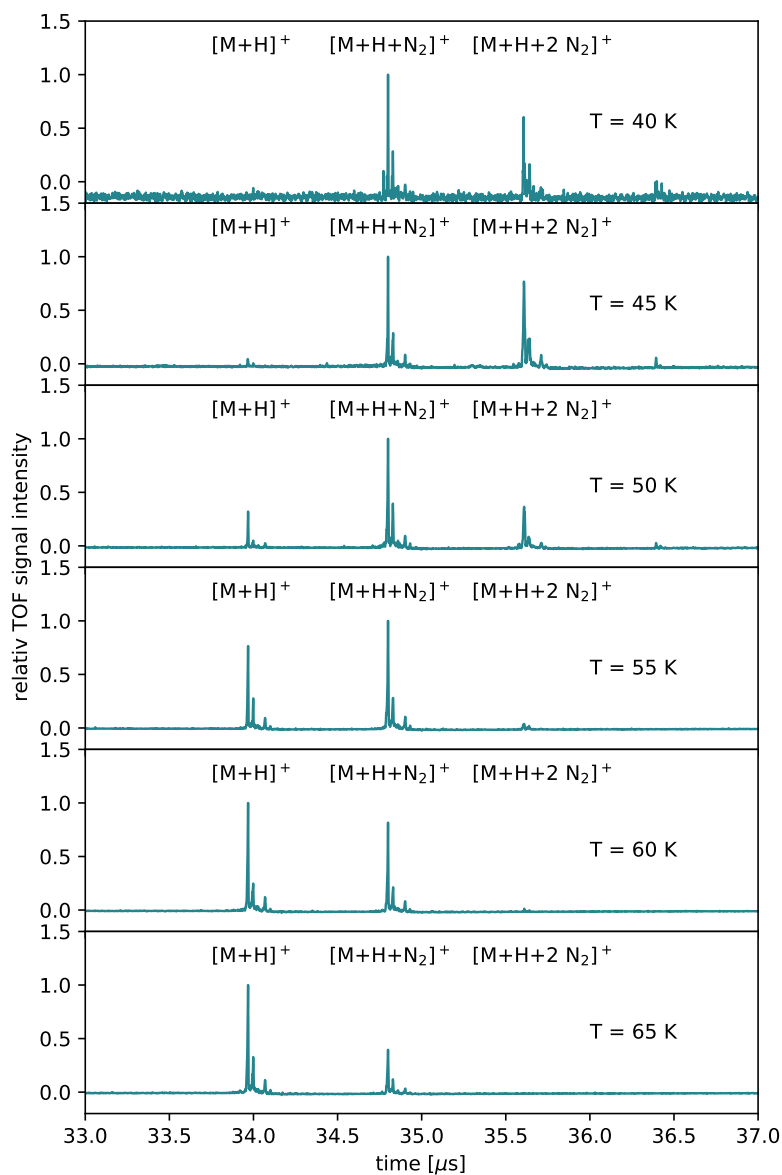 1.5
[M+H]⁺ [M+H+N₂]⁺ [M+H+2 N₂]⁺
1.0
T = 40 K
0.5
0.0
1.5
[M+H]⁺ [M+H+N₂]⁺ [M+H+2 N₂]⁺
1.0
T = 45 K
0.5
0.0
1.5
[M+H]⁺ [M+H+N₂]⁺ [M+H+2 N₂]⁺
1.0
T = 50 K
0.5
0.0
relativ TOF signal intensity
1.5
[M+H]⁺ [M+H+N₂]⁺ [M+H+2 N₂]⁺
1.0
T = 55 K
0.5
0.0
1.5
[M+H]⁺ [M+H+N₂]⁺ [M+H+2 N₂]⁺
1.0
T = 60 K
0.5
0.0
1.5
[M+H]⁺ [M+H+N₂]⁺ [M+H+2 N₂]⁺
1.0
T = 65 K
0.5
0.0
33.0 33.5 34.0 34.5 35.0 35.5 36.0 36.5 37.0
time [μs]